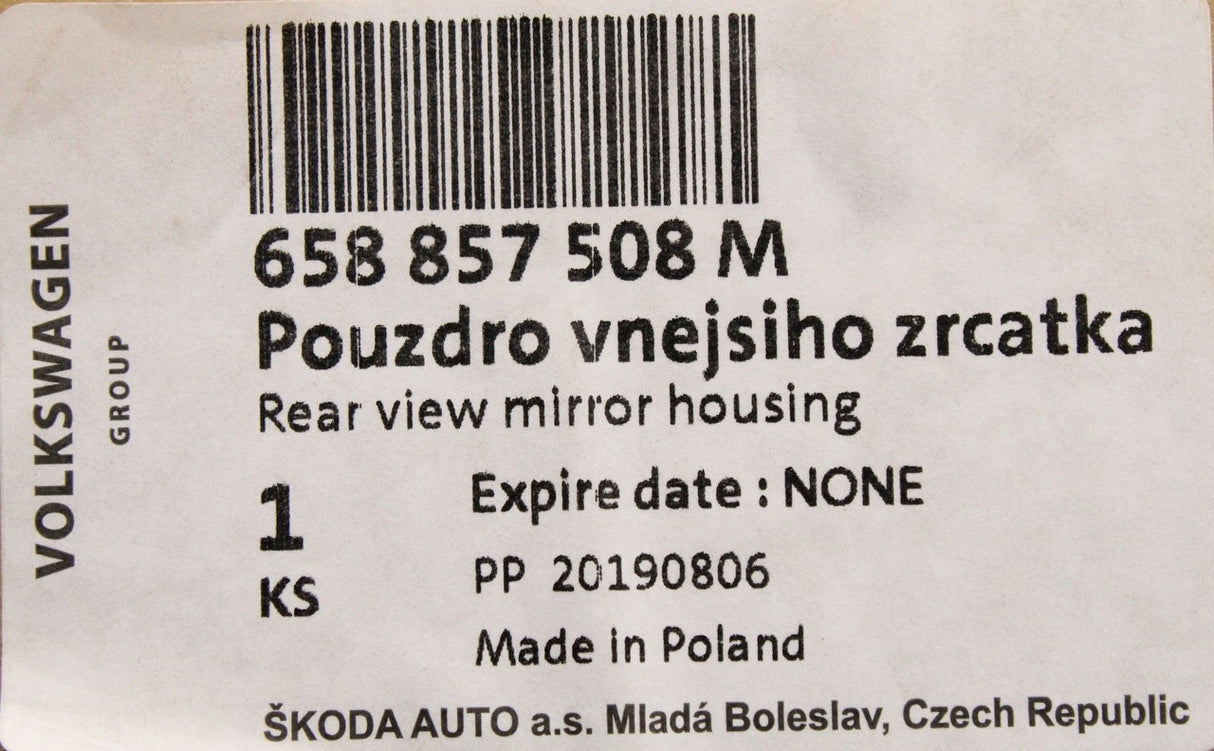 VOLKSWAGEN
GROUP
658 857 508 M
Pouzdro vnejsiho zrcatka
Rear view mirror housing
1
KS
Expire date : NONE
PP 20190806
Made in Poland
ŠKODA AUTO a.s. Mladá Boleslav, Czech Republic